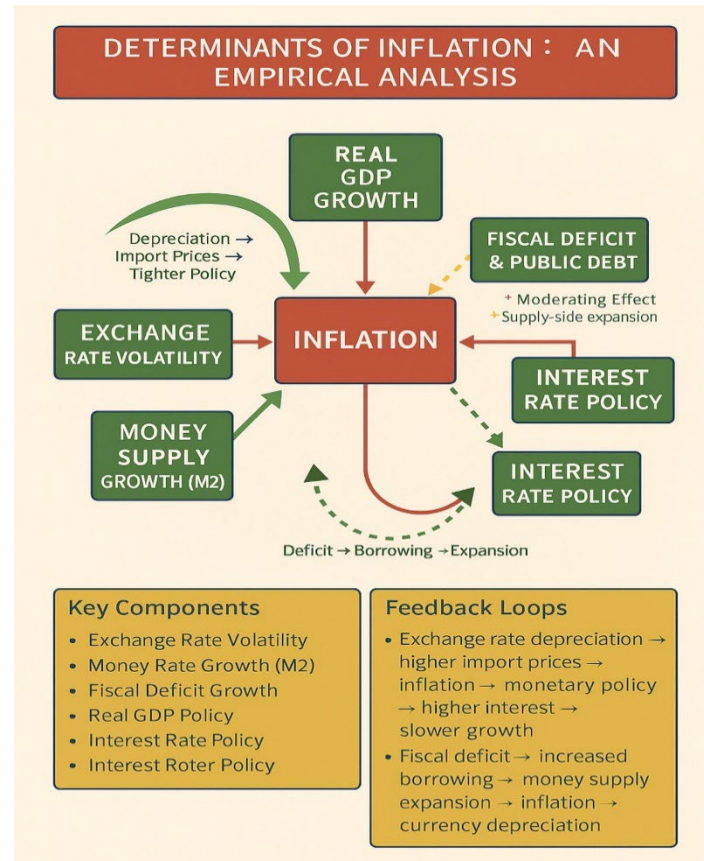 DETERMINANTS OF INFLATION : AN
EMPIRICAL ANALYSIS
REAL
GDP
GROWTH
Depreciation →
Import Prices →
Tighter Policy
FISCAL DEFICIT
& PUBLIC DEBT
+ Moderating Effect
+ Supply-side expansion
EXCHANGE
RATE VOLATILITY
INFLATION
INTEREST
RATE POLICY
MONEY
SUPPLY
GROWTH (M2)
INTEREST
RATE POLICY
Deficit → Borrowing → Expansion
Key Components
• Exchange Rate Volatility
• Money Rate Growth (M2)
• Fiscal Deficit Growth
• Real GDP Policy
• Interest Rate Policy
• Interest Roter Policy
Feedback Loops
• Exchange rate depreciation →
higher import prices →
inflation → monetary policy
→ higher interest →
slower growth
• Fiscal deficit → increased
borrowing → money supply
expansion → inflation →
currency depreciation